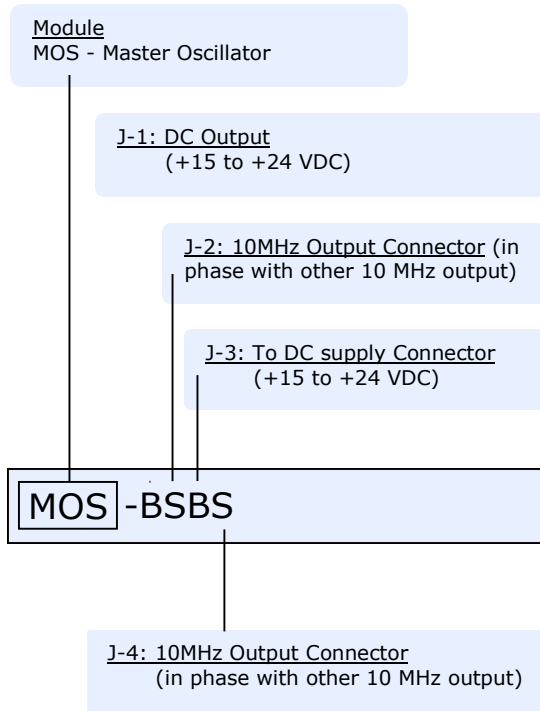 Module
MOS - Master Oscillator
J-1: DC Output
(+15 to +24 VDC)
J-2: 10MHz Output Connector (in
phase with other 10 MHz output)
J-3: To DC supply Connector
(+15 to +24 VDC)
MOS -BSBS
J-4: 10MHz Output Connector
(in phase with other 10 MHz output)